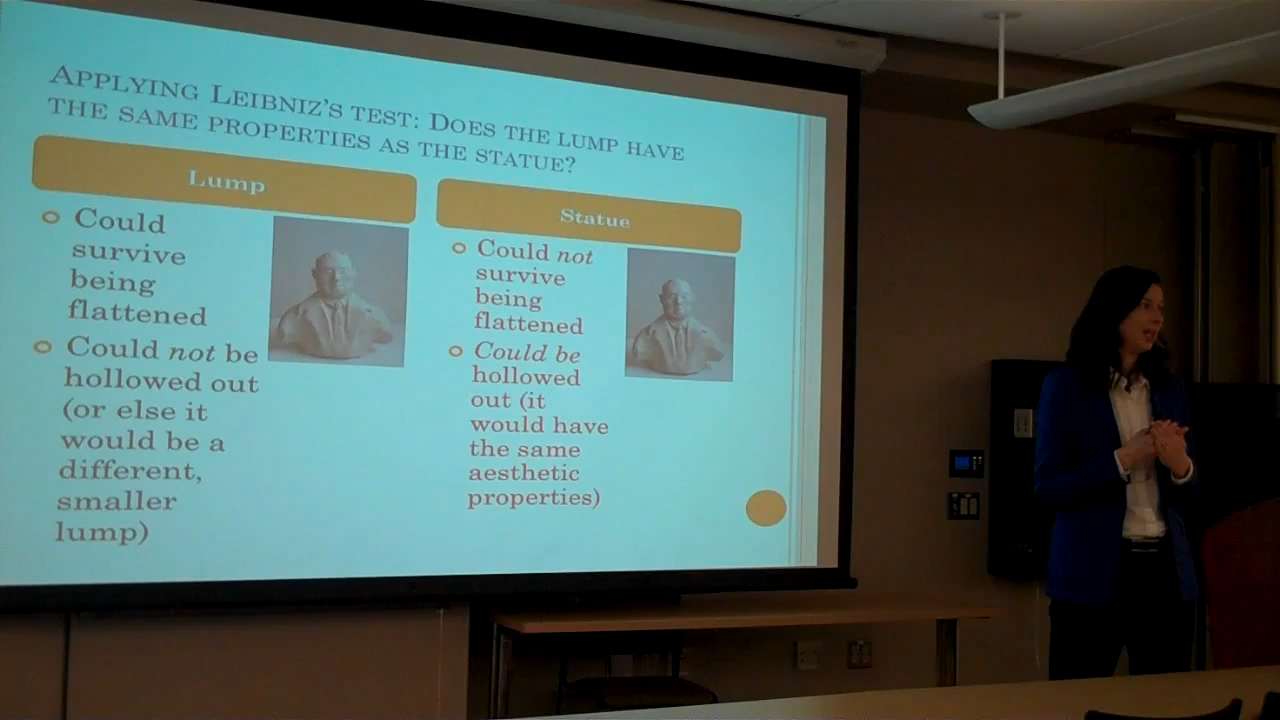 APPLYING LEIBNIZ'S TEST: DOES THE LUMP HAVE
THE SAME PROPERTIES AS THE STATUE?
Lump
Could
survive
being
flattened
Could not be
hollowed out
(or else it
would be a
different,
smaller
lump)
Statue
Could not
survive
being
flattened
Could be
hollowed
out (it
would have
the same
aesthetic
properties)